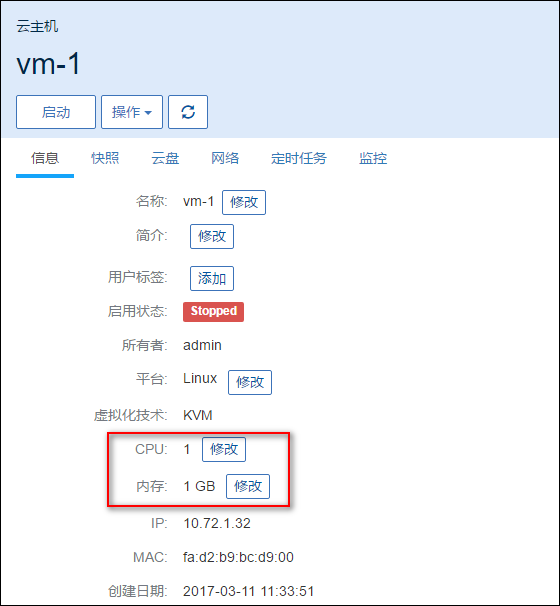 云主机
vm-1
启动 操作
信息 快照 云盘 网络 定时任务 监控
名称: vm-1 修改
简介: 修改
用户标签: 添加
启用状态: Stopped
所有者: admin
平台: Linux 修改
虚拟化技术: KVM
CPU: 1 修改
内存: 1 GB 修改
IP: 10.72.1.32
MAC: fa:d2:b9:bc:d9:00
创建日期: 2017-03-11 11:33:51